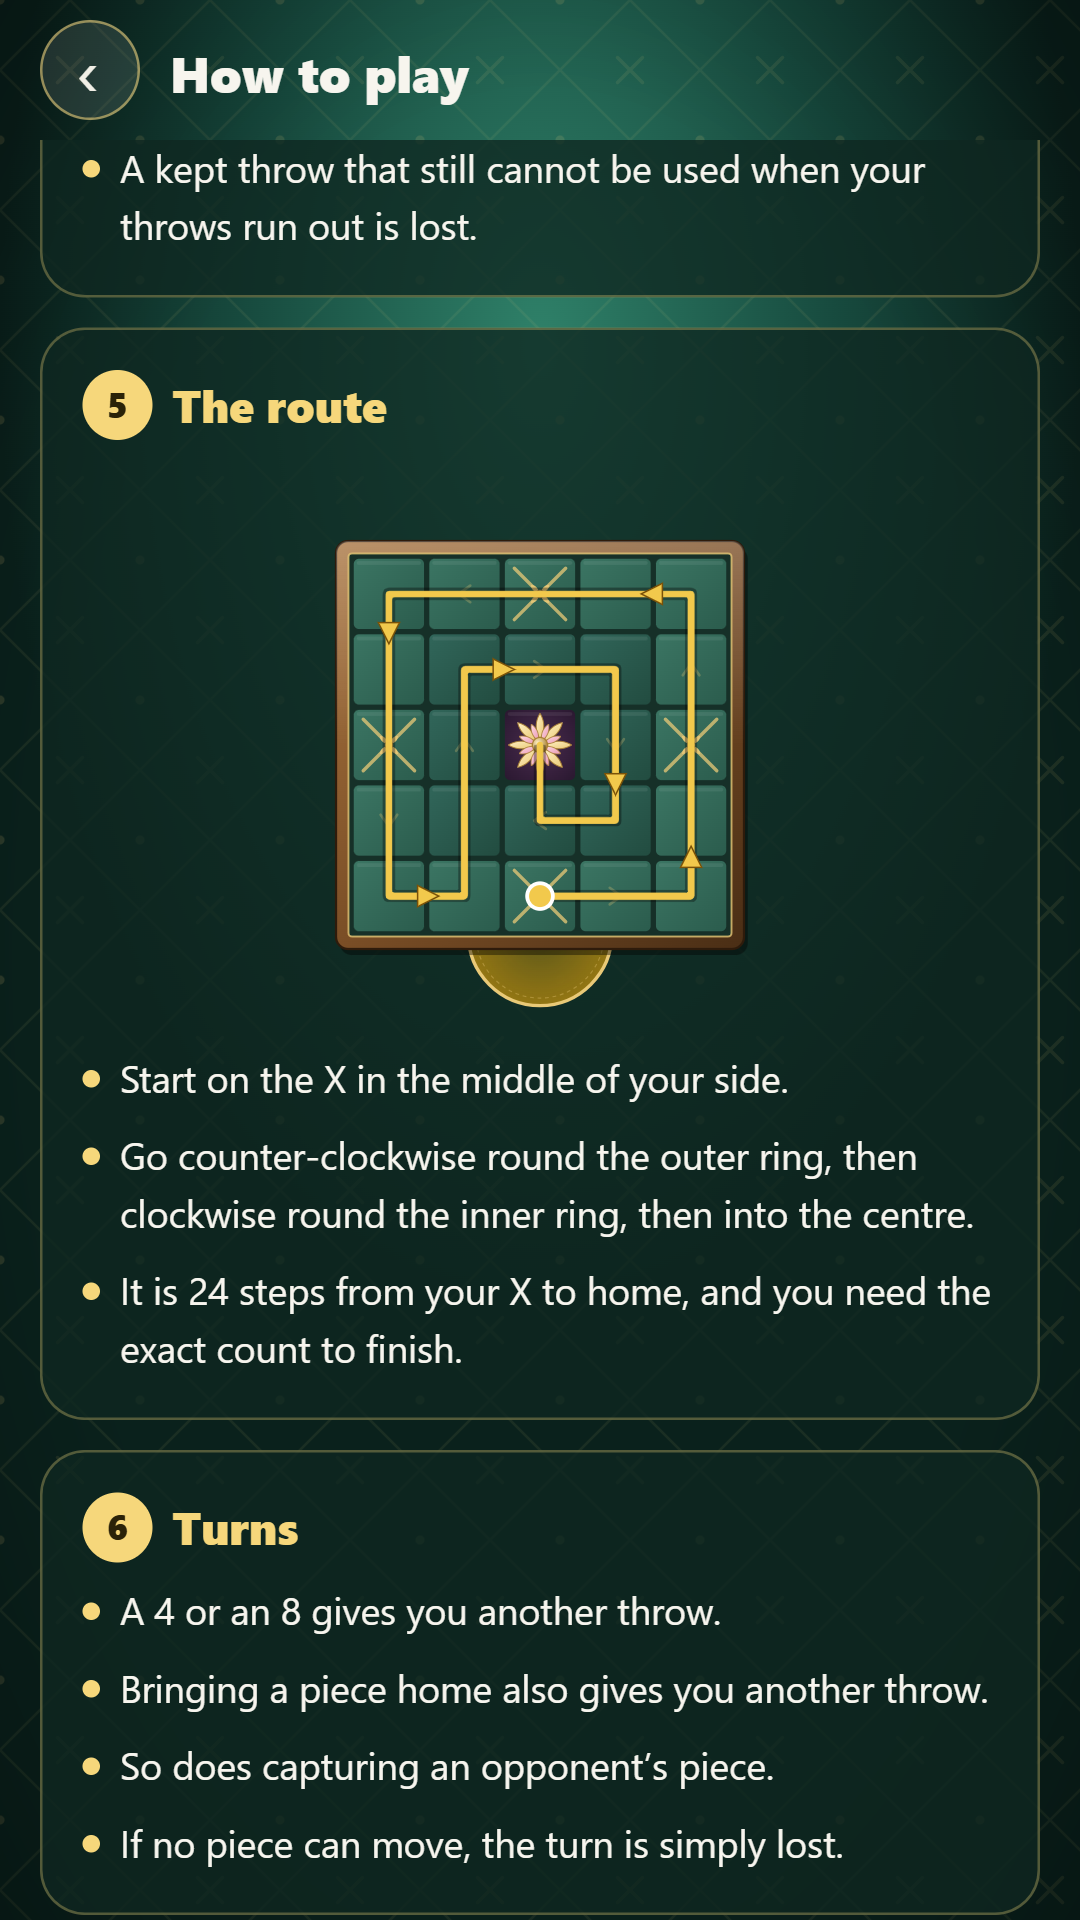 How to play
A kept throw that still cannot be used when your
throws run out is lost.
5 The route
Start on the X in the middle of your side.
Go counter-clockwise round the outer ring, then
clockwise round the inner ring, then into the centre.
It is 24 steps from your X to home, and you need the
exact count to finish.
6 Turns
A 4 or an 8 gives you another throw.
Bringing a piece home also gives you another throw.
So does capturing an opponent’s piece.
If no piece can move, the turn is simply lost.